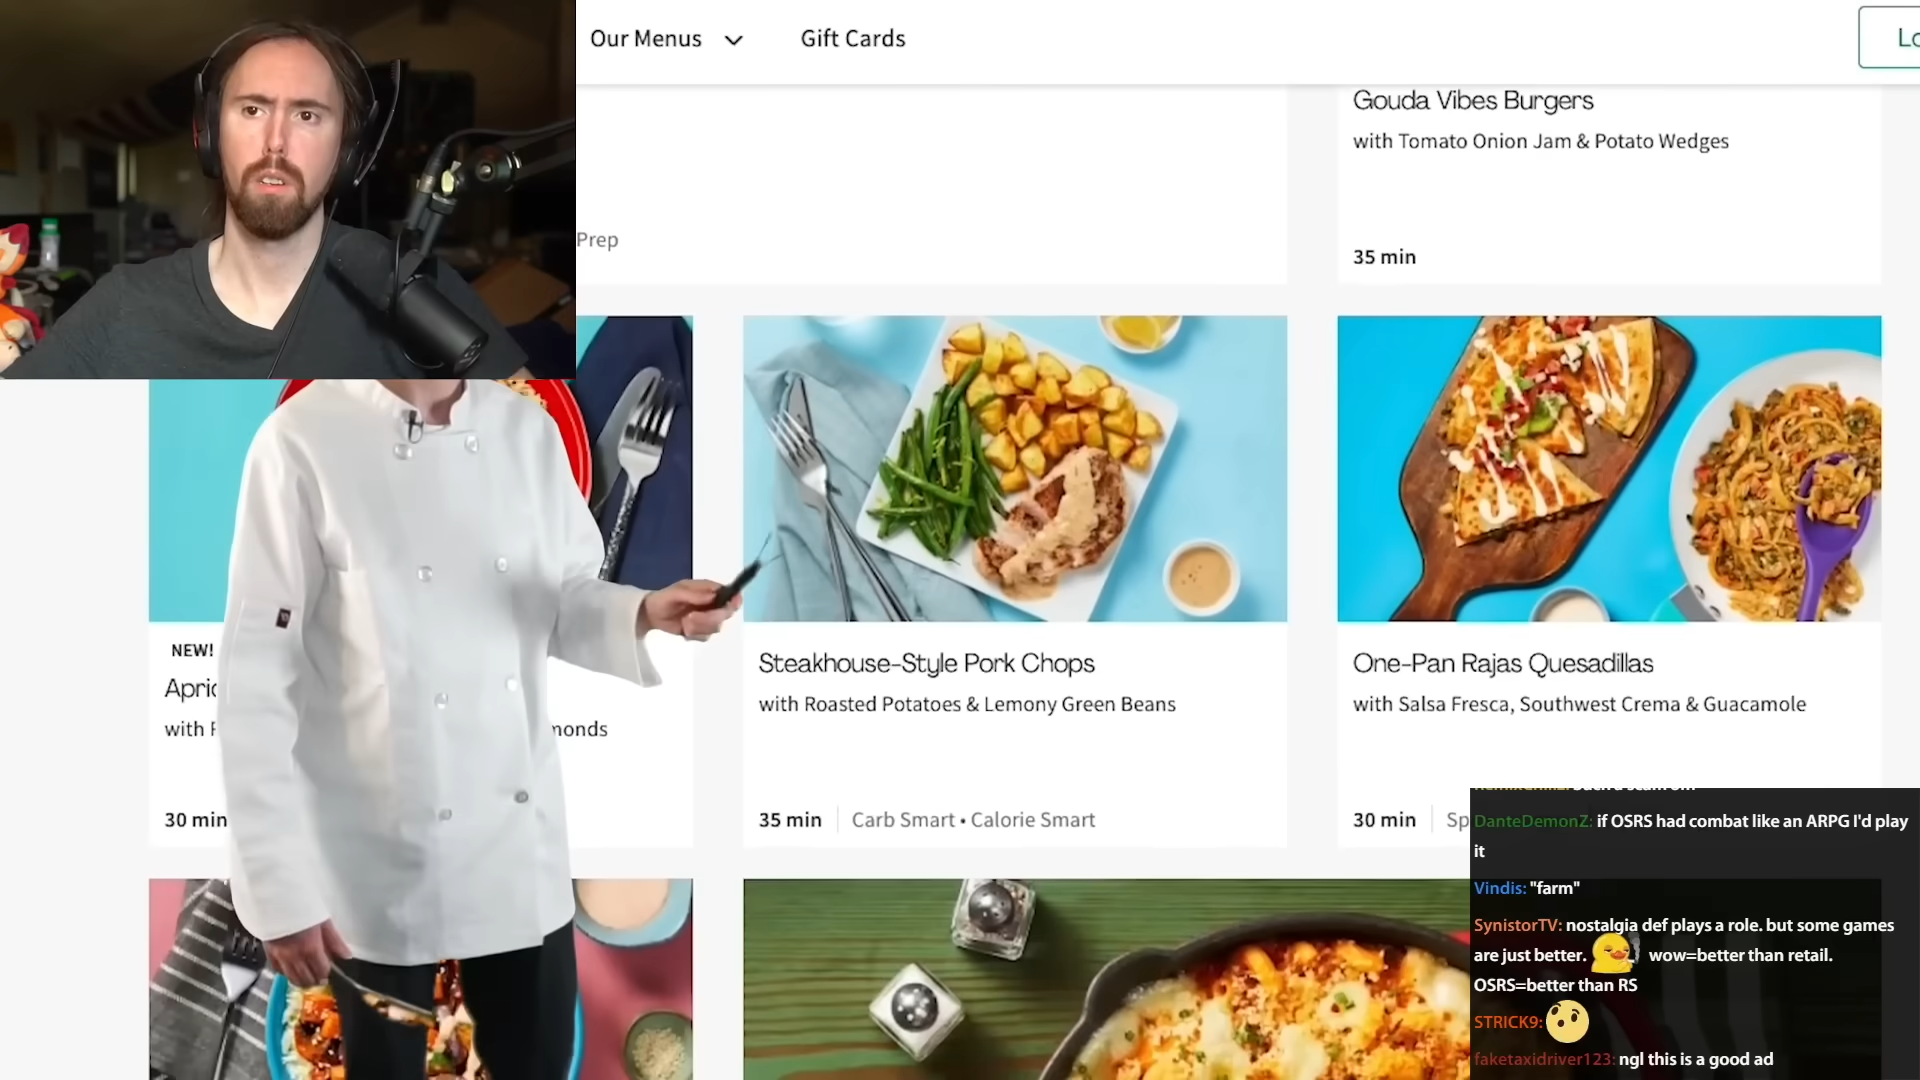 Our Menus
Gift Cards
Gouda Vibes Burgers
with Tomato Onion Jam & Potato Wedges
Prep
35 min
NEW!
with
monds
30 min
Steakhouse-Style Pork Chops
with Roasted Potatoes & Lemony Green Beans
35 min
Carb Smart • Calorie Smart
One-Pan Rajas Quesadillas
with Salsa Fresca, Southwest Crema & Guacamole
30 min
DanteDemonZ: if OSRS had combat like an ARPG I'd play
it
Vindis: "farm"
SynistorTV: nostalgia def plays a role. but some games
are just better. wow=better than retail.
OSRS=better than RS
STRICK9:
faketaxidriver123: ngl this is a good ad